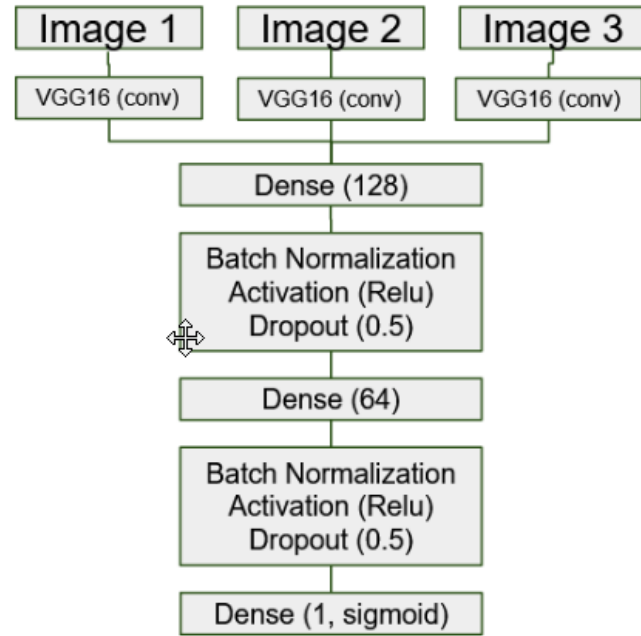 Image 1
Image 2
Image 3
VGG16 (conv)
VGG16 (conv)
VGG16 (conv)
Dense (128)
Batch Normalization
Activation (Relu)
Dropout (0.5)
Dense (64)
Batch Normalization
Activation (Relu)
Dropout (0.5)
Dense (1, sigmoid)